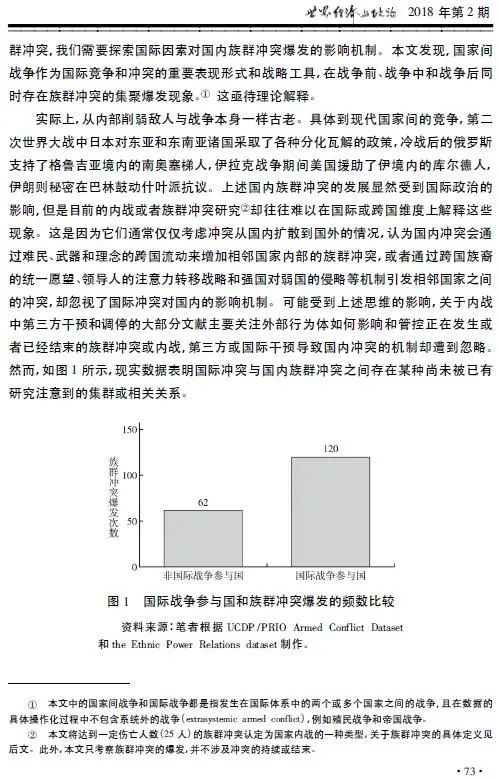 世界经济与政治 2018 年第 2 期
群冲突,我们需要探索国际因素对国内族群冲突爆发的影响机制。本文发现,国家间
战争作为国际竞争和冲突的重要表现形式和战略工具,在战争前、战争中和战争后同
时存在族群冲突的集聚爆发现象。① 这亟待理论解释。
实际上,从内部削弱敌人与战争本身一样古老。具体到现代国家间的竞争,第二
次世界大战中日本对东亚和东南亚诸国采取了各种分化瓦解的政策,冷战后的俄罗斯
支持了格鲁吉亚境内的南奥塞梯人,伊拉克战争期间美国援助了伊境内的库尔德人,
伊朗则秘密在巴林鼓动什叶派抗议。上述国内族群冲突的发展显然受到国际政治的
影响,但是目前的内战或者族群冲突研究②却往往难以在国际或跨国维度上解释这些
现象。这是因为它们通常仅仅考虑冲突从国内扩散到国外的情况,认为国内冲突会通
过难民、武器和理念的跨国流动来增加相邻国家内部的族群冲突,或者通过跨国族裔
的统一愿望、领导人的注意力转移战略和强国对弱国的侵略等机制引发相邻国家之间
的冲突,却忽视了国际冲突对国内的影响机制。可能受到上述思维的影响,关于内战
中第三方干预和调停的大部分文献主要关注外部行为体如何影响和管控正在发生或
者已经结束的族群冲突或内战,第三方或国际干预导致国内冲突的机制却遭到忽略。
然而,如图 1 所示,现实数据表明国际冲突与国内族群冲突之间存在某种尚未被已有
研究注意到的集群或相关关系。
族群冲突爆发次数
150
100
50
0
62
120
非国际战争参与国
国际战争参与国
图 1 国际战争参与国和族群冲突爆发的频数比较
资料来源:笔者根据 UCDP/PRIO Armed Conflict Dataset
和 the Ethnic Power Relations dataset 制作。
① 本文中的国家间战争和国际战争都是指发生在国际体系中的两个或多个国家之间的战争,且在数据的
具体操作化过程中不包含系统外的战争(extrasystemic armed conflict),例如殖民战争和帝国战争。
② 本文将达到一定伤亡人数(25 人)的族群冲突认定为国家内战的一种类型,关于族群冲突的具体定义见
后文。此外,本文只考察族群冲突的爆发,并不涉及冲突的持续或结束。
·73·